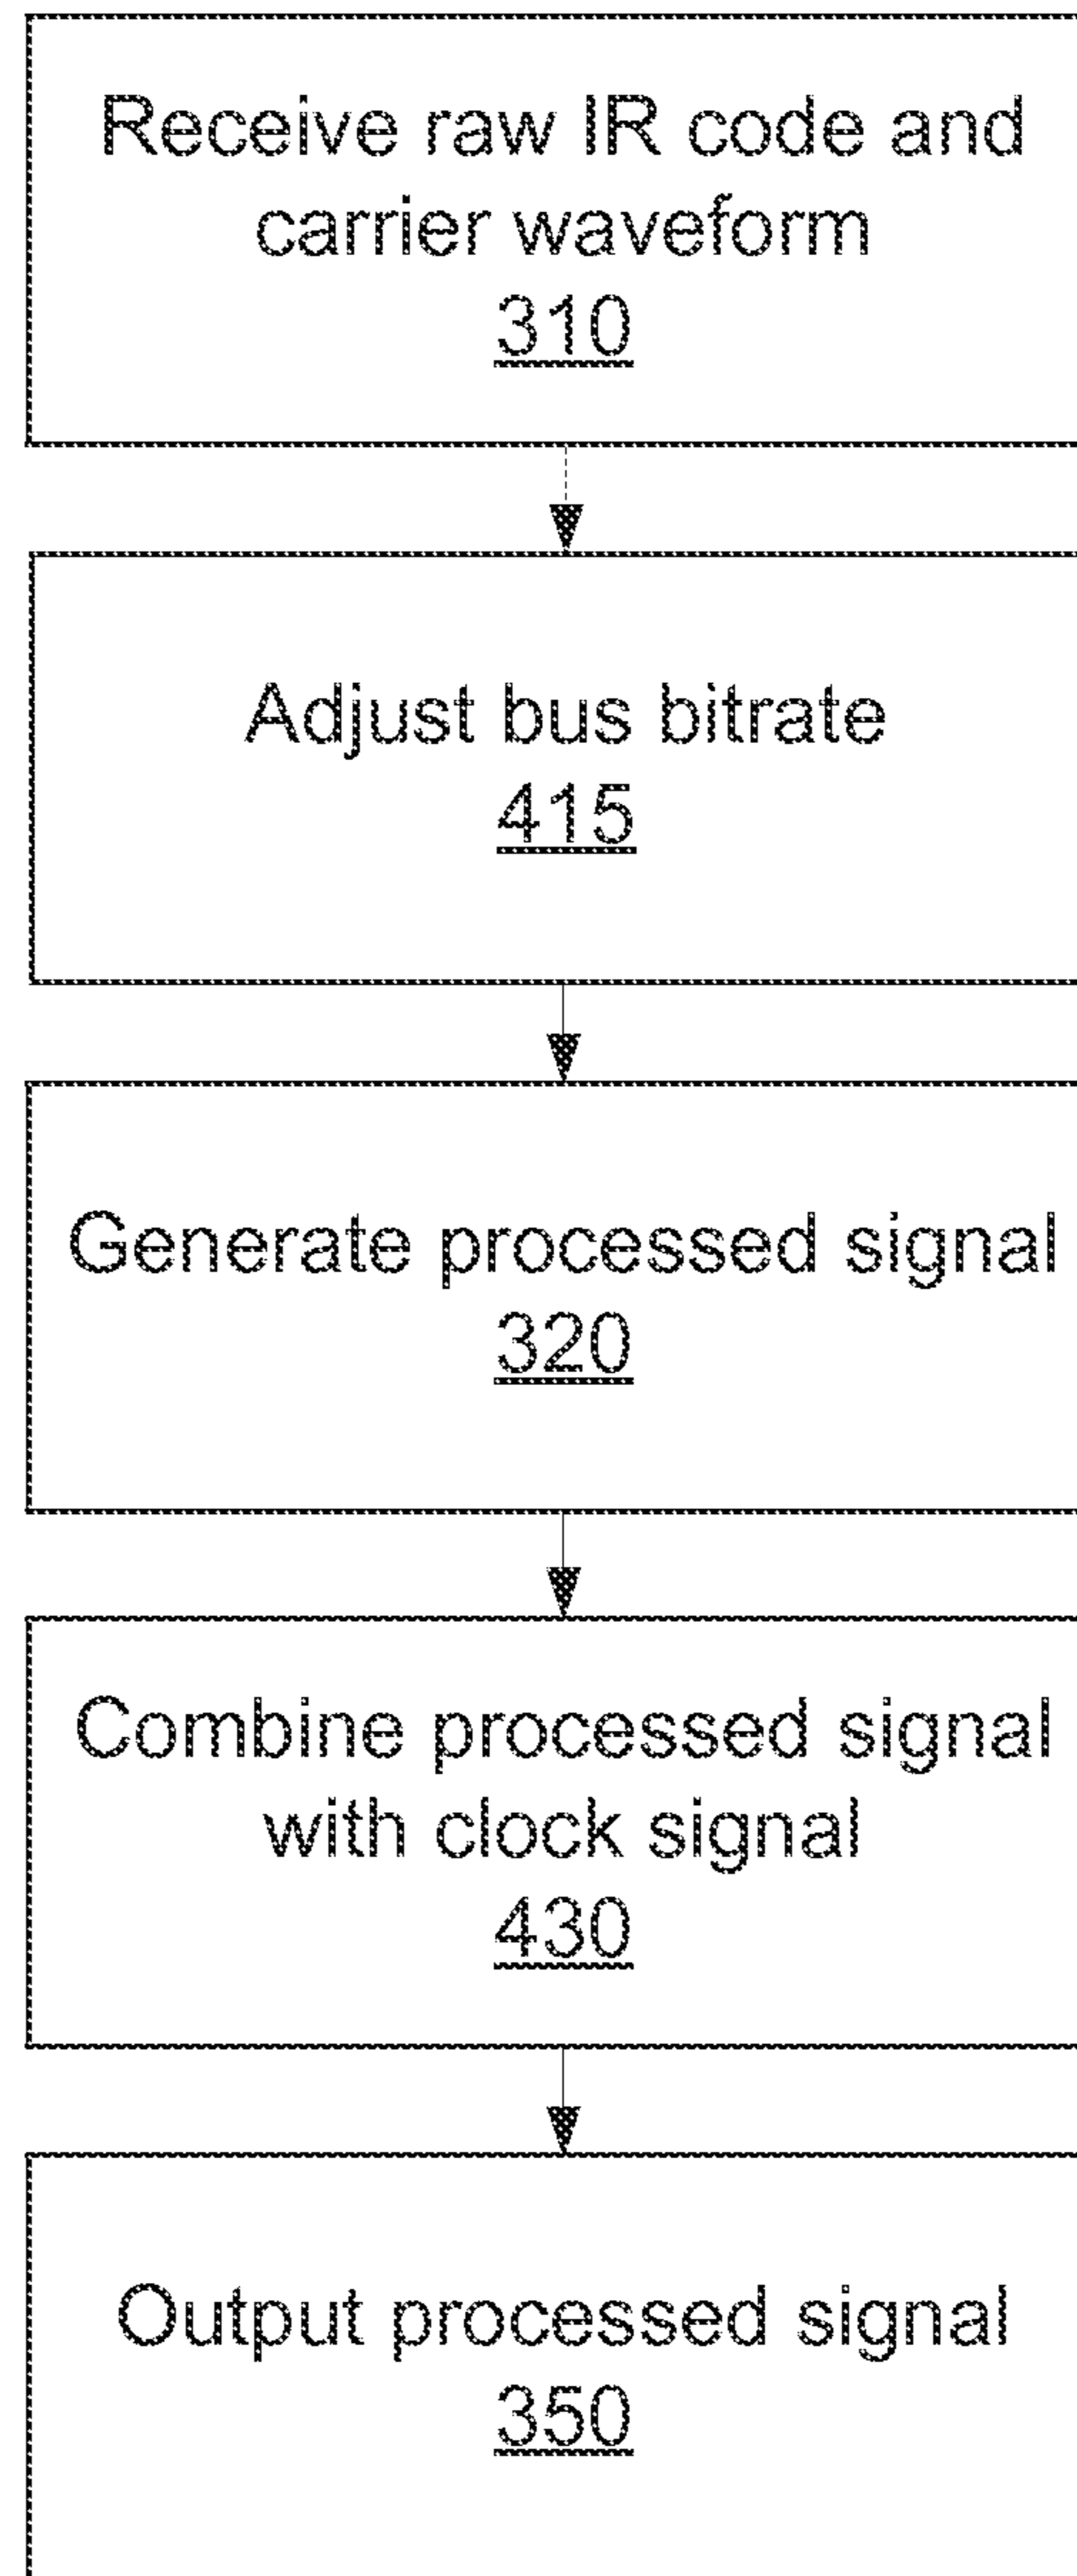 Receive raw IR code and
carrier waveform
310
Adjust bus bitrate
415
Generate processed signal
320
Combine processed signal
with clock signal
430
Output processed signal
350